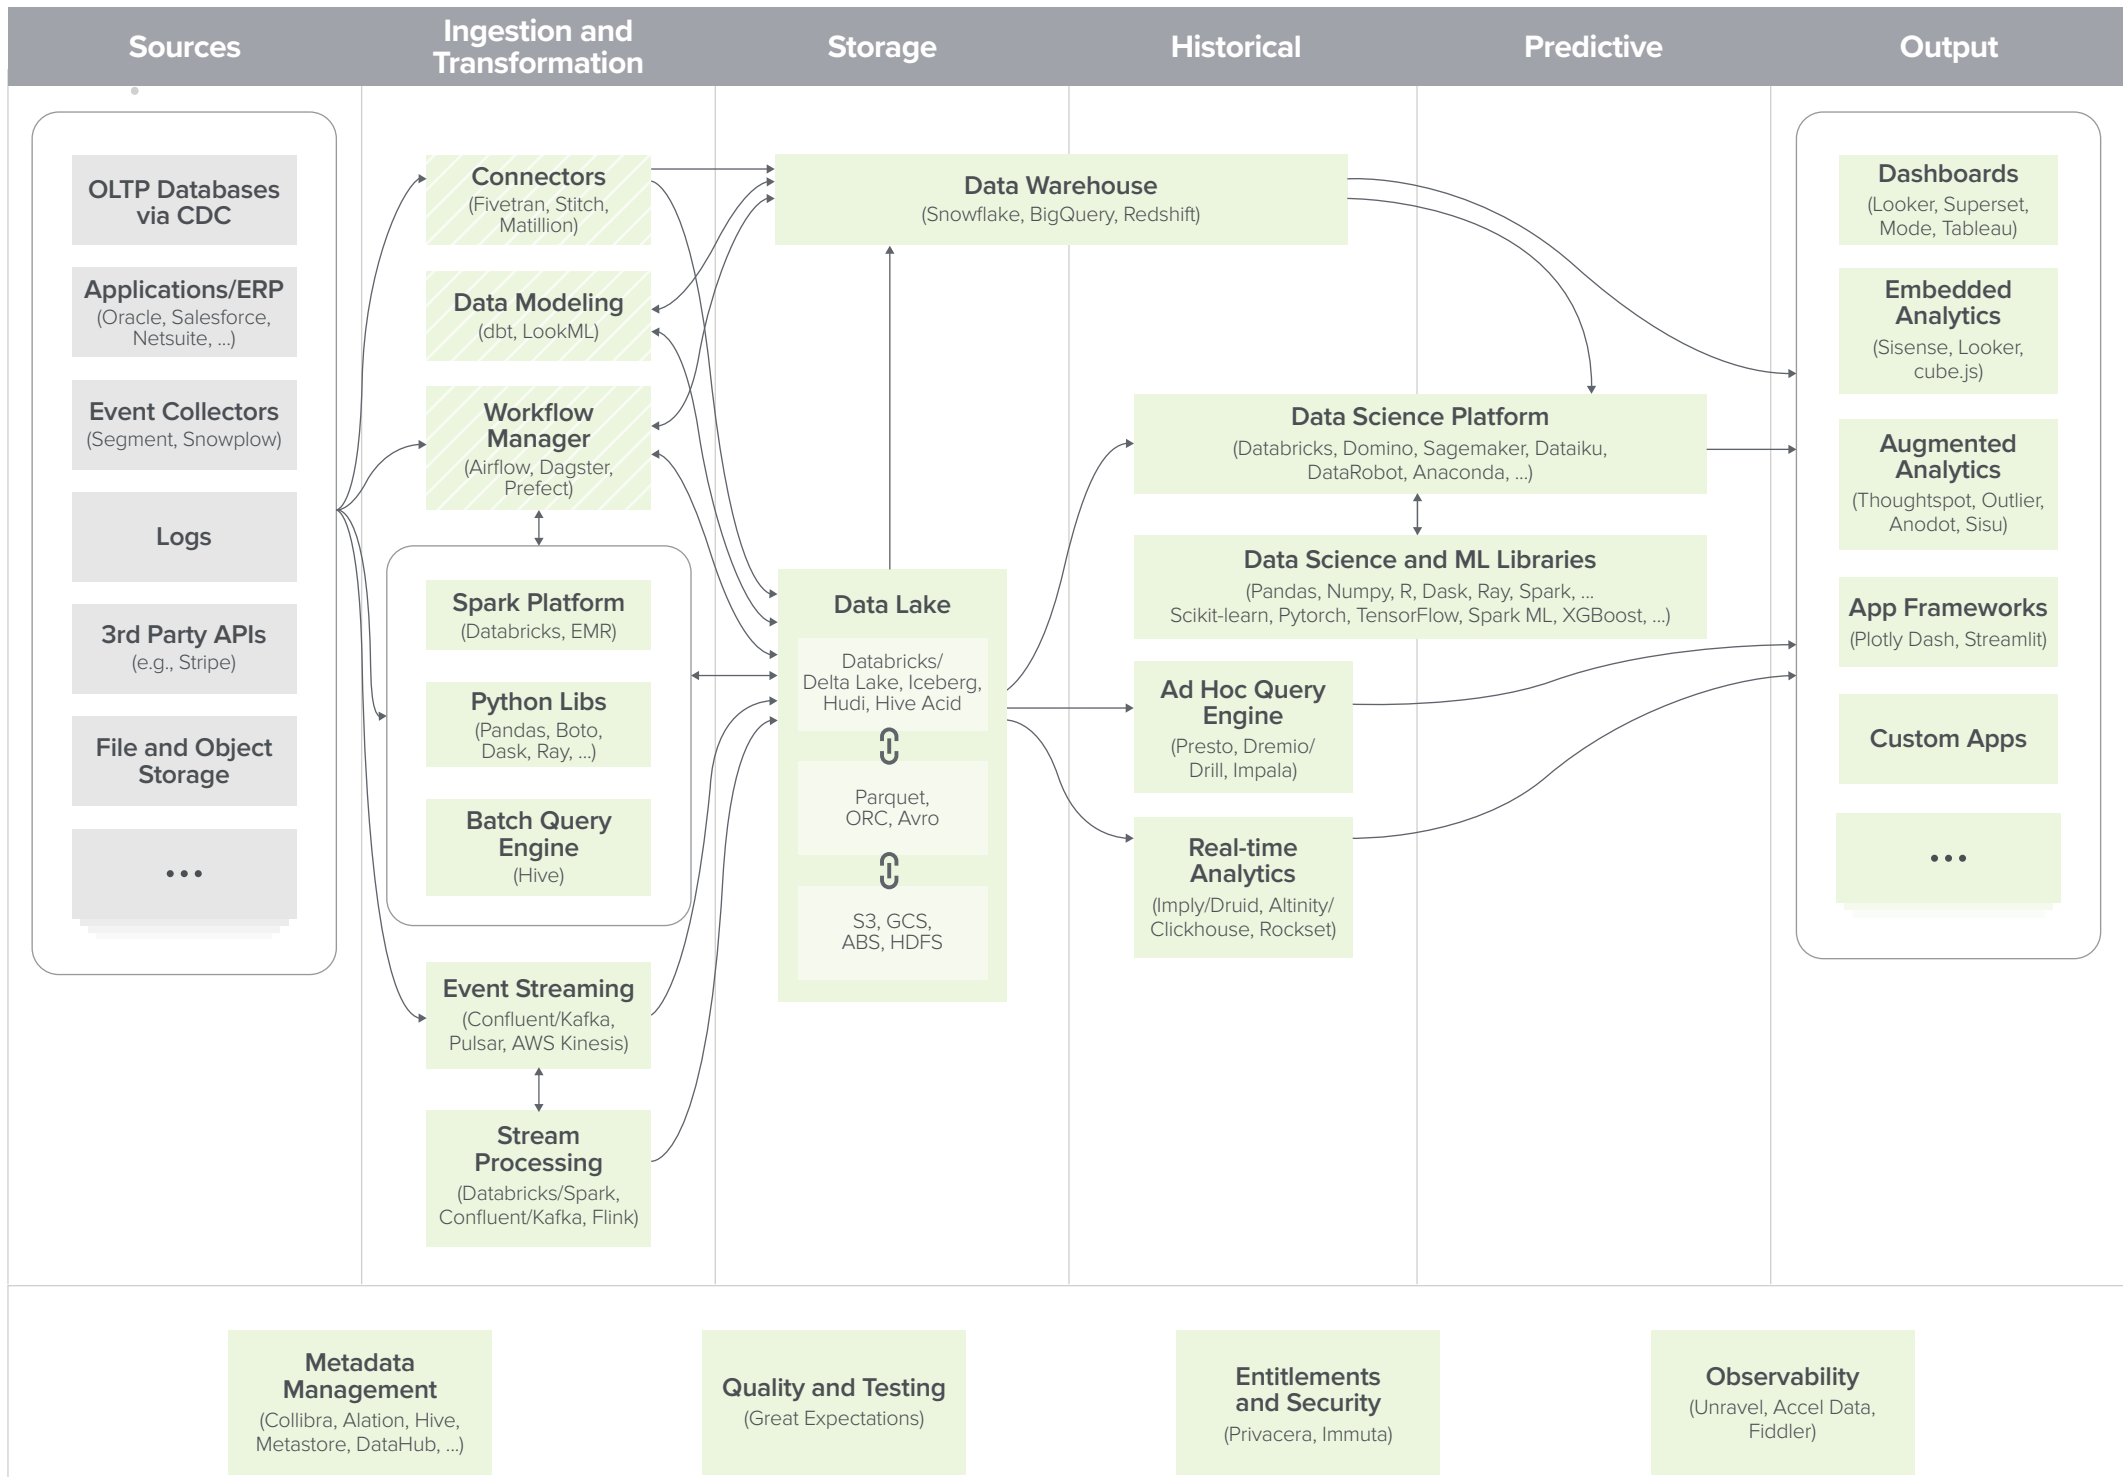 Sources
Ingestion and
Transformation
Storage
Historical
Predictive
Output
OLTP Databases
via CDC
Applications/ERP
(Oracle, Salesforce,
Netsuite, ...)
Event Collectors
(Segment, Snowplow)
Logs
3rd Party APIs
(e.g., Stripe)
File and Object
Storage
...
Connectors
(Fivetran, Stitch,
Matillion)
Data Modeling
(dbt, LookML)
Workflow
Manager
(Airflow, Dagster,
Prefect)
Spark Platform
(Databricks, EMR)
Python Libs
(Pandas, Boto,
Dask, Ray, ...)
Batch Query
Engine
(Hive)
Event Streaming
(Confluent/Kafka,
Pulsar, AWS Kinesis)
Stream
Processing
(Databricks/Spark,
Confluent/Kafka, Flink)
Data Warehouse
(Snowflake, BigQuery, Redshift)
Data Lake
Databricks/
Delta Lake, Iceberg,
Hudi, Hive Acid
Parquet,
ORC, Avro
S3, GCS,
ABS, HDFS
Data Science Platform
(Databricks, Domino, Sagemaker, Dataiku,
DataRobot, Anaconda, ...)
Data Science and ML Libraries
(Pandas, Numpy, R, Dask, Ray, Spark, ...
Scikit-learn, Pytorch, TensorFlow, Spark ML, XGBoost, ...)
Ad Hoc Query
Engine
(Presto, Dremio/
Drill, Impala)
Real-time
Analytics
(Imply/Druid, Altinity/
Clickhouse, Rockset)
Dashboards
(Looker, Superset,
Mode, Tableau)
Embedded
Analytics
(Sisense, Looker,
cube.js)
Augmented
Analytics
(Thoughtspot, Outlier,
Anodot, Sisu)
App Frameworks
(Plotly Dash, Streamlit)
Custom Apps
...
Metadata
Management
(Collibra, Alation, Hive,
Metastore, DataHub, ...)
Quality and Testing
(Great Expectations)
Entitlements
and Security
(Privacera, Immuta)
Observability
(Unravel, Accel Data,
Fiddler)